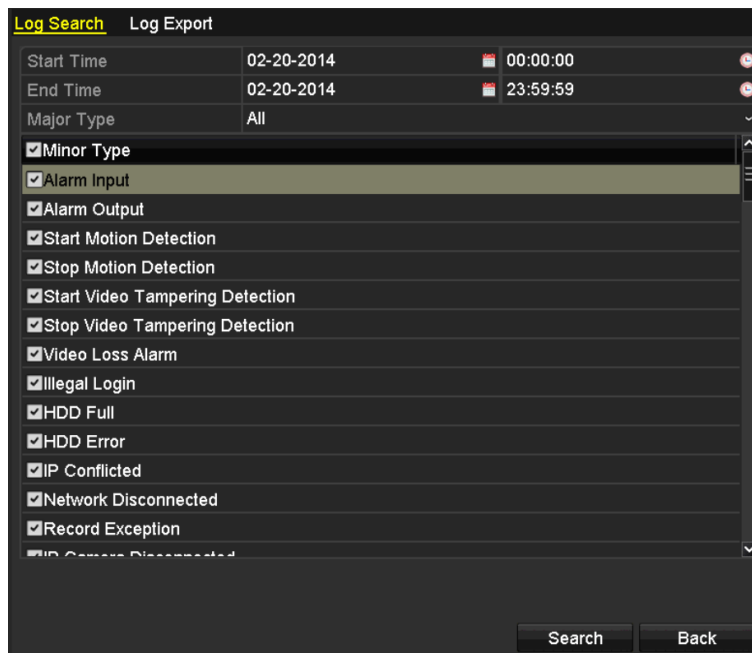 Log Search Log Export
Start Time 02-20-2014 00:00:00
End Time 02-20-2014 23:59:59
Major Type All
Minor Type
Alarm Input
Alarm Output
Start Motion Detection
Stop Motion Detection
Start Video Tampering Detection
Stop Video Tampering Detection
Video Loss Alarm
Illegal Login
HDD Full
HDD Error
IP Conflicted
Network Disconnected
Record Exception
IP Camera Disconnected
Search Back